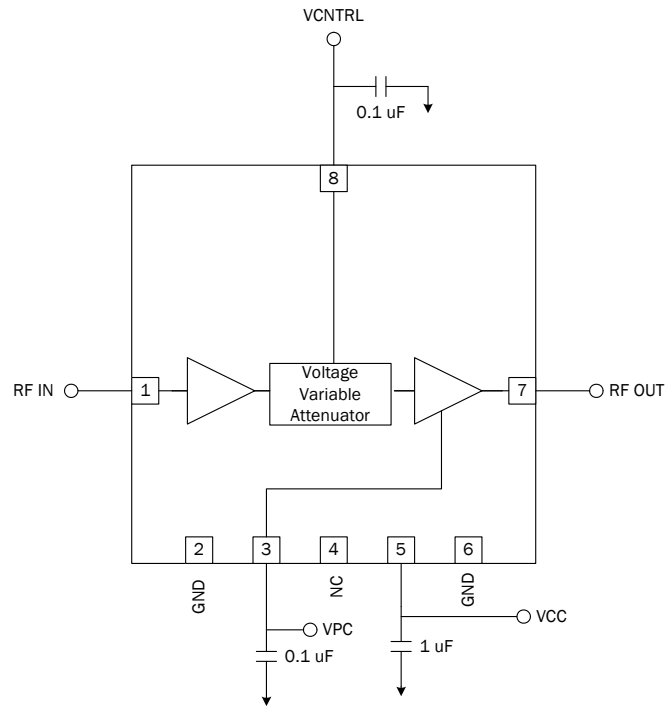 VCNTRL
0.1 uF
8
RF IN
1
Voltage
Variable
Attenuator
7
RF OUT
2
3
4
5
6
GND
NC
GND
VPC
VCC
0.1 uF
1 uF